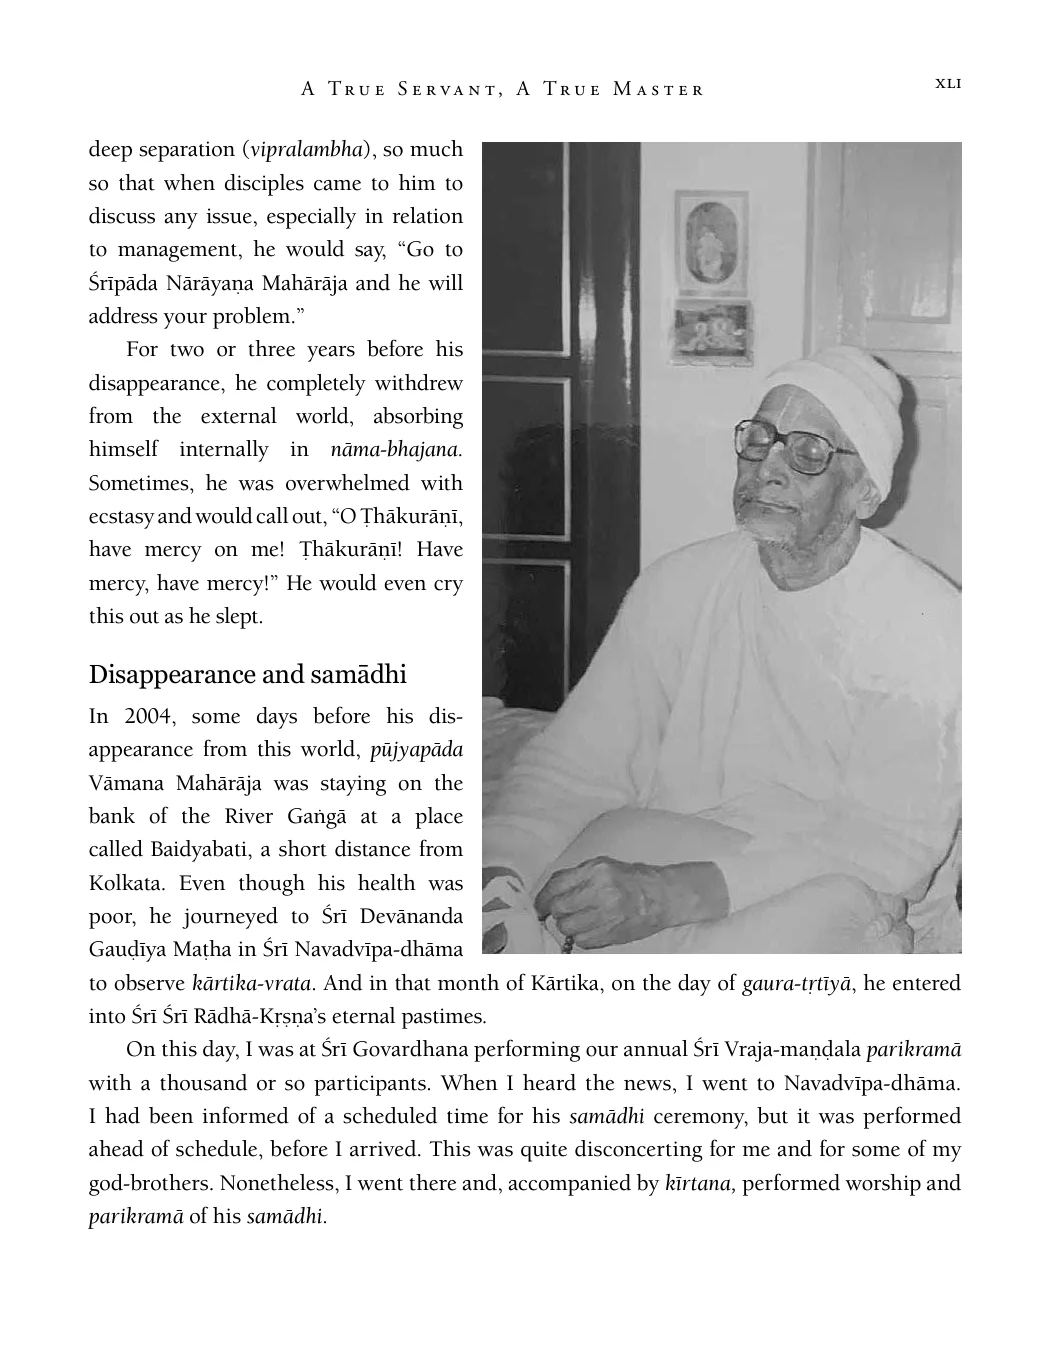 A True Servant, A True Master
XLI
deep separation (vipralambha), so much
so that when disciples came to him to
discuss any issue, especially in relation
to management, he would say, “Go to
Śrīpāda Nārāyaṇa Mahārāja and he will
address your problem.”
For two or three years before his
disappearance, he completely withdrew
from the external world, absorbing
himself internally in nāma-bhajana.
Sometimes, he was overwhelmed with
ecstasy and would call out, “O Ṭhākurāṇī,
have mercy on me! Ṭhākurāṇī! Have
mercy, have mercy!” He would even cry
this out as he slept.
Disappearance and samādhi
In 2004, some days before his dis-
appearance from this world, pūjyapāda
Vāmana Mahārāja was staying on the
bank of the River Gaṅgā at a place
called Baidyabati, a short distance from
Kolkata. Even though his health was
poor, he journeyed to Śrī Devānanda
Gauḍīya Maṭha in Śrī Navadvīpa-dhāma
to observe kārtika-vrata. And in that month of Kārtika, on the day of gaura-tṛtīyā, he entered
into Śrī Śrī Rādhā-Kṛṣṇa’s eternal pastimes.
On this day, I was at Śrī Govardhana performing our annual Śrī Vraja-maṇḍala parikramā
with a thousand or so participants. When I heard the news, I went to Navadvīpa-dhāma.
I had been informed of a scheduled time for his samādhi ceremony, but it was performed
ahead of schedule, before I arrived. This was quite disconcerting for me and for some of my
god-brothers. Nonetheless, I went there and, accompanied by kīrtana, performed worship and
parikramā of his samādhi.